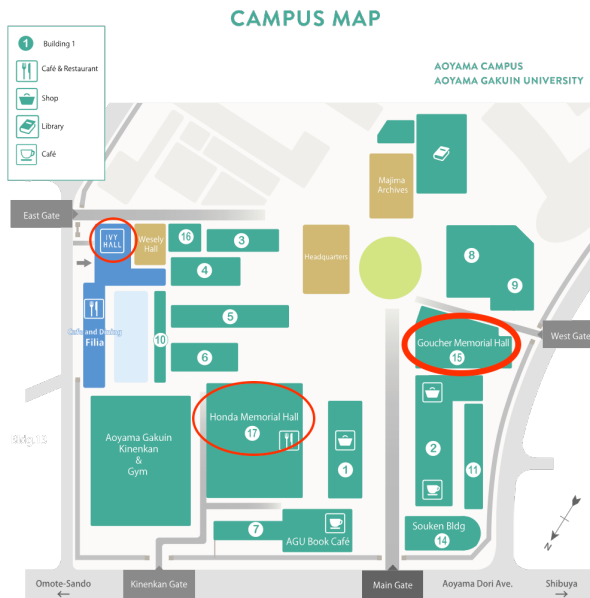 CAMPUS MAP
AOYAMA CAMPUS
AOYAMA GAKUIN UNIVERSITY
1 Building 1
Café & Restaurant
Shop
Library
Café
Majima
Archives
East Gate
IVY
HALL
Wesely
Hall
16
3
Headquarters
4
8
9
Cafe and Dining
Filia
10
5
6
Goucher Memorial Hall
15
West Gate
Honda Memorial Hall
17
Aoyama Gakuin
Kinenkan
&
Gym
1
2
11
7
AGU Book Café
Souken Bldg
14
N
Omote-Sando
←
Kinenkan Gate
Main Gate
Aoyama Dori Ave.
Shibuya
→